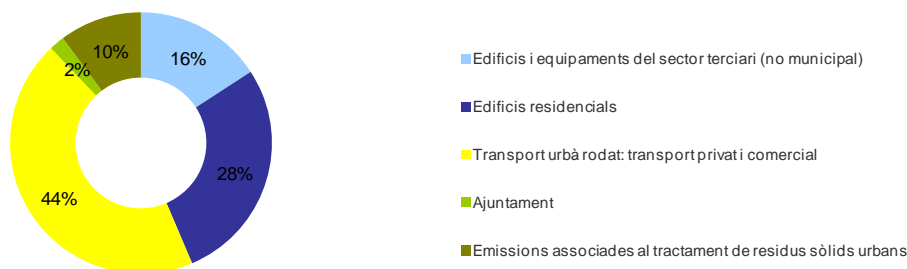 10%
16%
2%
28%
44%
Edificis i equipaments del sector terciari (no municipal)
Edificis residencials
Transport urbà rodat: transport privat i comercial
Ajuntament
Emissions associades al tractament de residus sòlids urbans